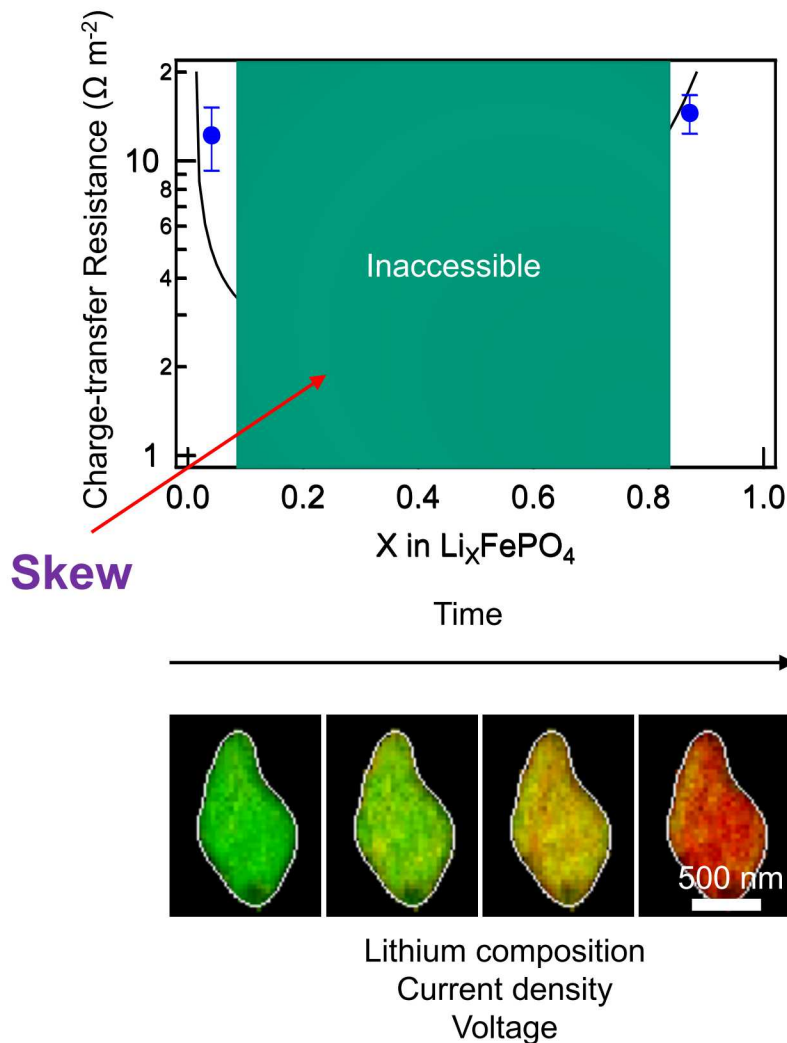 Charge-transfer Resistance (Ω m-2)
2
10
8
6
4
2
1
Inaccessible
0.0 0.2 0.4 0.6 0.8 1.0
X in LiXFePO4
Skew
Time
500 nm
Lithium composition
Current density
Voltage